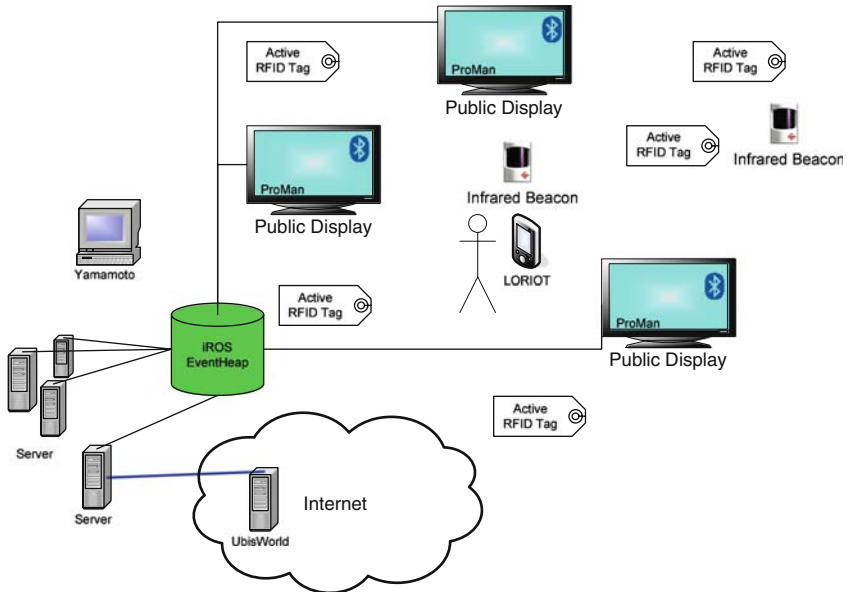 Active
RFID Tag
ProMan
Public Display
Active
RFID Tag
Active
RFID Tag
Infrared Beacon
ProMan
Public Display
Infrared Beacon
Yamamoto
LORIOT
Active
RFID Tag
ProMan
Public Display
iROS
EventHeap
Active
RFID Tag
Server
Server
Internet
UbisWorld